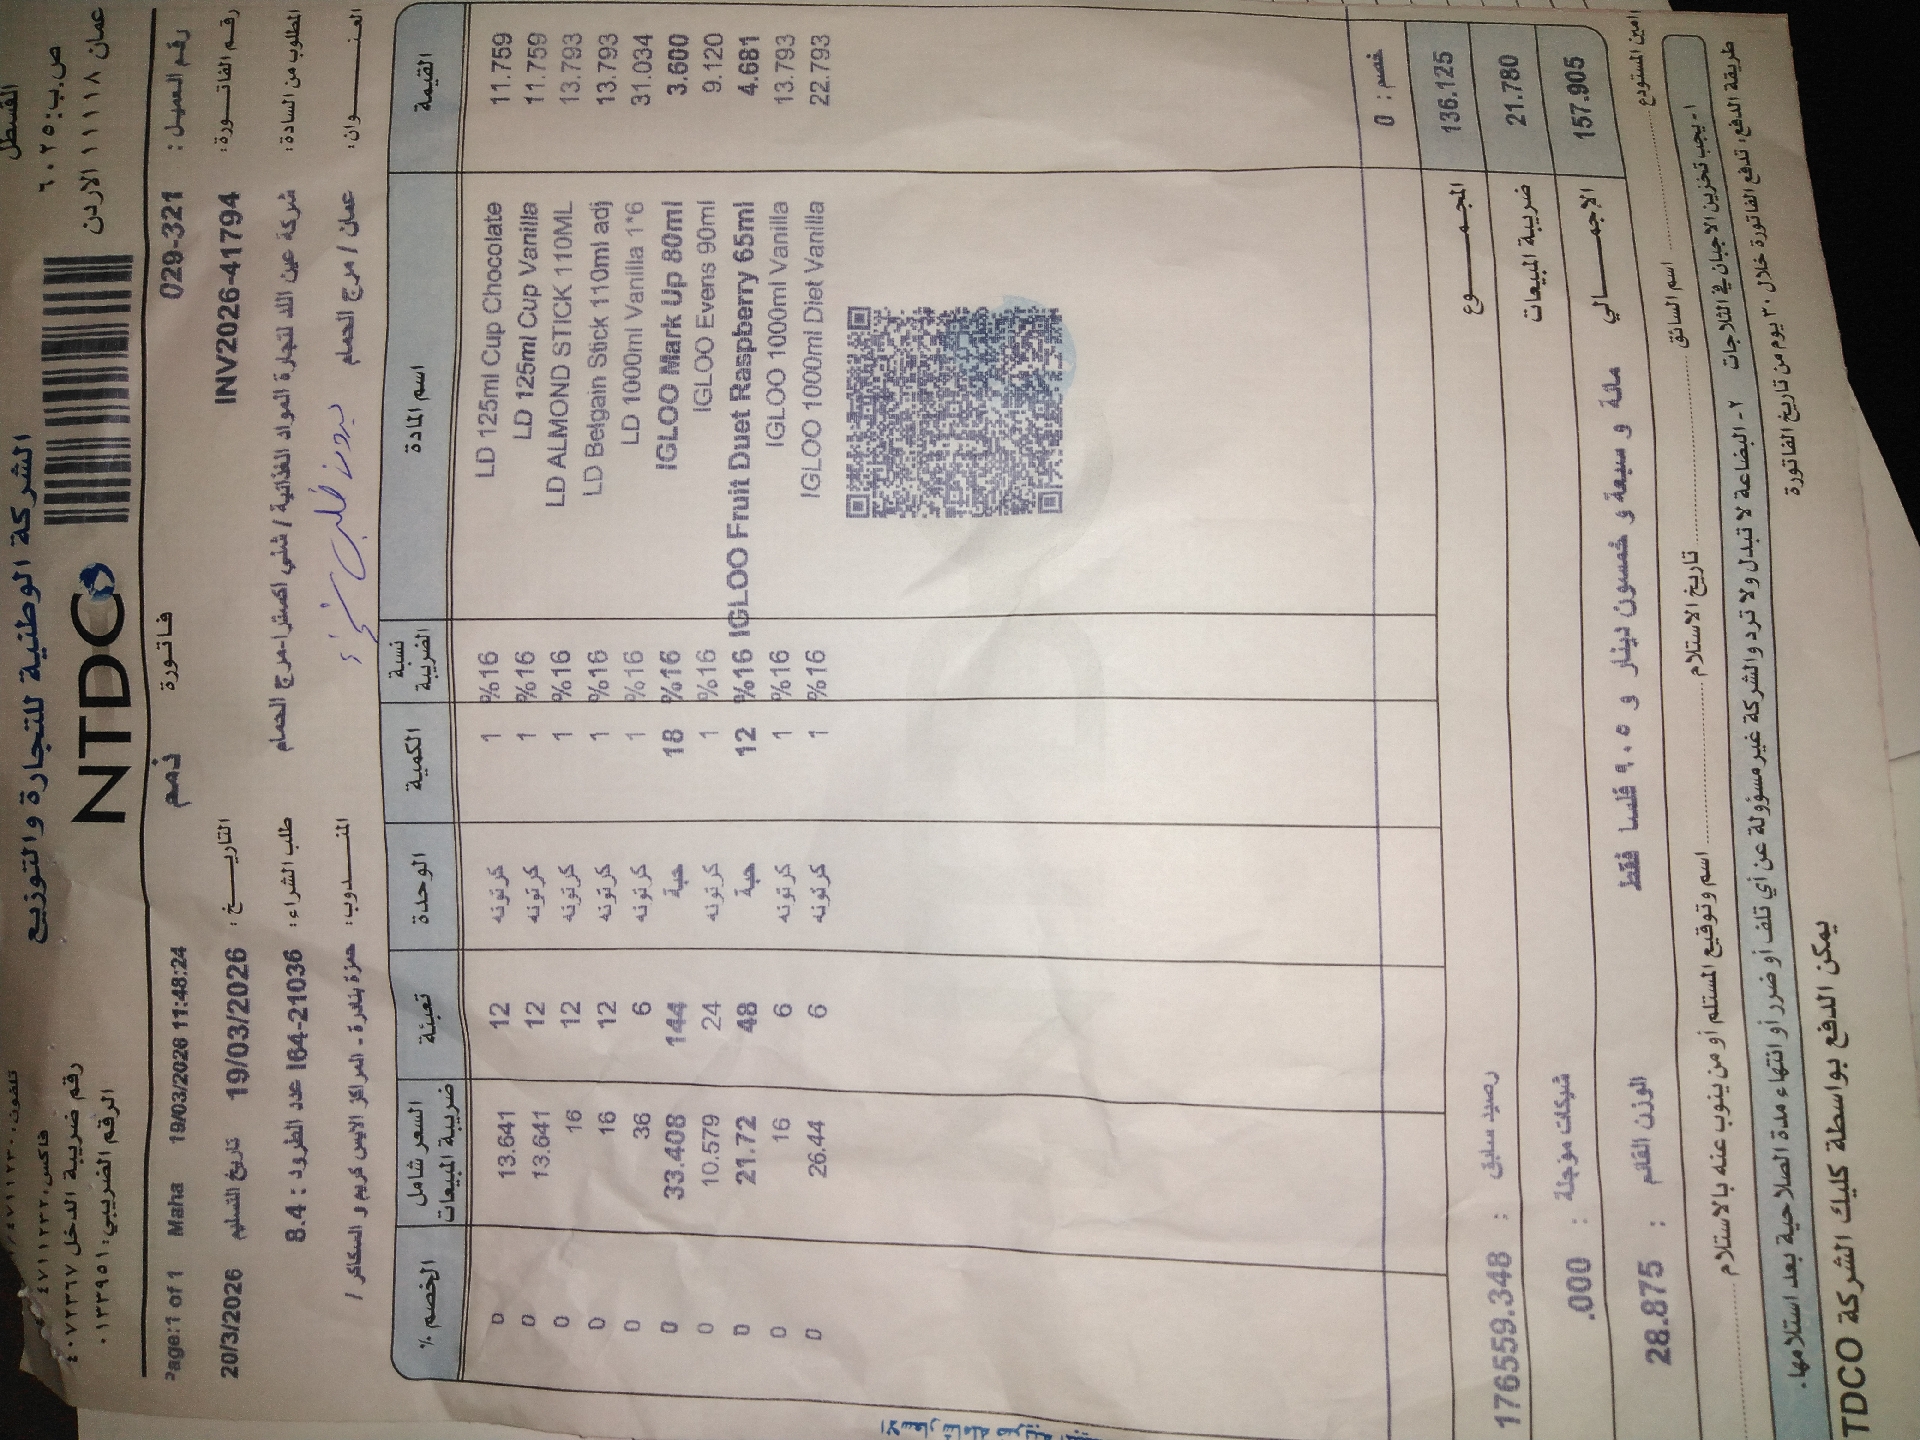 الشركة الوطنية للتجارة والتوزيع
NTDC
القسطل
ص.ب: ٦٠٢٥
عمان ١١١١٨ الاردن
فاكس: ٤٧١١٢٣٢
رقم ضريبة الدخل ٤٠٧٢٢٣٦٧
رقم العميل : 029-321 فاتورة ذمم 19/03/2026 11:48:24 Maha Page:1 of 1
رقم الفاتورة: INV2026-41794 التاريخ : 19/03/2026 تاريخ التسليم 20/3/2026
المطلوب من السادة: شركة عين اللد لتجارة المواد الغذائية / شلي اكسترا-مرج الحمام طلب الشراء: I64-21036 عدد الطرود : 8.4
العنوان: عمان / مرج الحمام المندوب: حمزة بنادرة - المراكز الايس كريم و السكاكر /
بدون طلب
القيمة اسم المادة نسبة الضريبة الكمية الوحدة تعبئة السعر شامل ضريبة المبيعات الخصم %
11.759 LD 125ml Cup Chocolate %16 1 كرتونه 12 13.641 0
11.759 LD 125ml Cup Vanilla %16 1 كرتونه 12 13.641 0
13.793 LD ALMOND STICK 110ML %16 1 كرتونه 12 16 0
13.793 LD Belgain Stick 110ml adj %16 1 كرتونه 12 16 0
31.034 LD 1000ml Vanilla 1*6 %16 1 كرتونه 6 36 0
3.600 IGLOO Mark Up 80ml %16 18 حبة 144 33.408 0
9.120 IGLOO Evens 90ml %16 1 كرتونه 24 10.579 0
4.681 IGLOO Fruit Duet Raspberry 65ml %16 12 حبة 48 21.72 0
13.793 IGLOO 1000ml Vanilla %16 1 كرتونه 6 16 0
22.793 IGLOO 1000ml Diet Vanilla %16 1 كرتونه 6 26.44 0
خصم : 0
136.125 المجموع رصيد سابق : 176559.348
21.780 ضريبة المبيعات شيكات مؤجلة : .000
157.905 الاجمالي مائة و سبعة و خمسون دينار و ٩٠٥ فلسا فقط الوزن القائم : 28.875
امين المستودع اسم السائق تاريخ الاستلام اسم وتوقيع المستلم أو من ينوب عنه بالاستلام
١- يجب تخزين الاجبان في الثلاجات ٢- البضاعة لا تبدل ولا ترد والشركة غير مسؤولة عن أي تلف أو ضرر أو انتهاء مدة الصلاحية بعد استلامها.
طريقة الدفع: تدفع الفاتورة خلال ٣٠ يوم من تاريخ الفاتورة
يمكن الدفع بواسطة كليك الشركة TDCO